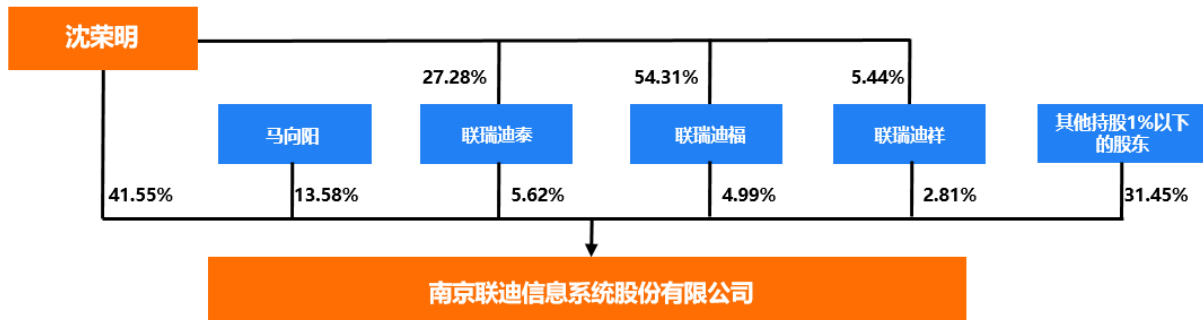 沈荣明
27.28%
54.31%
5.44%
马向阳
联瑞迪泰
联瑞迪福
联瑞迪祥
其他持股1%以下
的股东
41.55%
13.58%
5.62%
4.99%
2.81%
31.45%
南京联迪信息系统股份有限公司